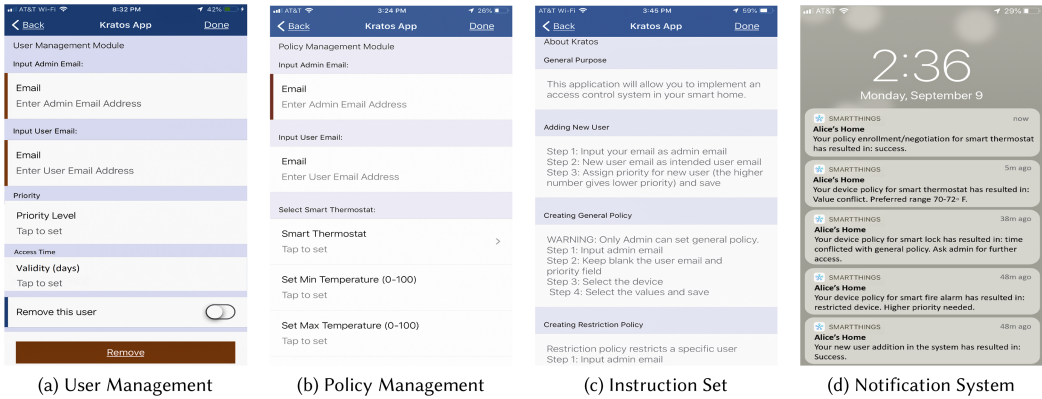 AT&T Wi-Fi 8:32 PM 42%
Back Kratos App Done
User Management Module
Input Admin Email:
Email
Enter Admin Email Address
Input User Email:
Email
Enter User Email Address
Priority
Priority Level
Tap to set
Access Time
Validity (days)
Tap to set
Remove this user
Remove
(a) User Management
AT&T 3:24 PM 26%
Back Kratos App Done
Policy Management Module
Input Admin Email:
Email
Enter Admin Email Address
Input User Email:
Email
Enter User Email Address
Select Smart Thermostat:
Smart Thermostat
Tap to set
Set Min Temperature (0-100)
Tap to set
Set Max Temperature (0-100)
Tap to set
(b) Policy Management
AT&T Wi-Fi 3:45 PM 59%
Back Kratos App Done
About Kratos
General Purpose
This application will allow you to implement an
access control system in your smart home.
Adding New User
Step 1: Input your email as admin email
Step 2: New user email as intended user email
Step 3: Assign priority for new user (the higher
number gives lower priority) and save
Creating General Policy
WARNING: Only Admin can set general policy.
Step 1: Input admin email
Step 2: Keep blank the user email and
priority field
Step 3: Select the device
Step 4: Select the values and save
Creating Restriction Policy
Restriction policy restricts a specific user
Step 1: Input admin email
(c) Instruction Set
AT&T 29%
2:36
Monday, September 9
SMARTTHINGS now
Alice's Home
Your policy enrollment/negotiation for smart thermostat
has resulted in: success.
SMARTTHINGS 5m ago
Alice's Home
Your device policy for smart thermostat has resulted in:
Value conflict. Preferred range 70-72◦ F.
SMARTTHINGS 38m ago
Alice's Home
Your device policy for smart lock has resulted in: time
conflicted with general policy. Ask admin for further
access.
SMARTTHINGS 48m ago
Alice's Home
Your device policy for smart fire alarm has resulted in:
restricted device. Higher priority needed.
SMARTTHINGS 48m ago
Alice's Home
Your new user addition in the system has resulted in:
Success.
(d) Notification System